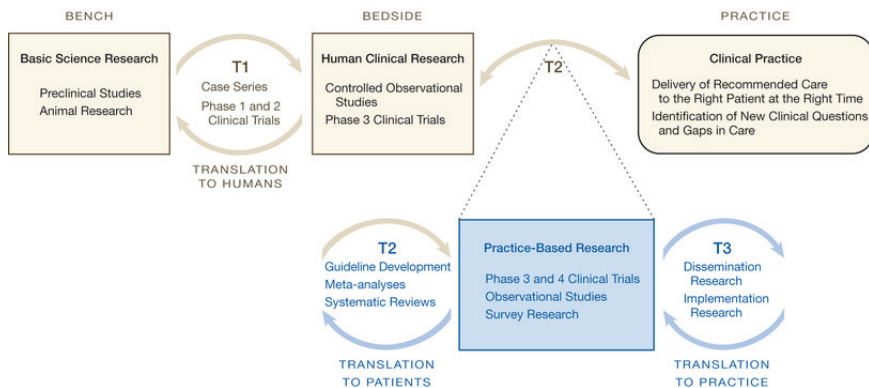 BENCH
BEDSIDE
PRACTICE
Basic Science Research
Preclinical Studies
Animal Research
T1
Case Series
Phase 1 and 2
Clinical Trials
TRANSLATION
TO HUMANS
Human Clinical Research
Controlled Observational
Studies
Phase 3 Clinical Trials
T2
Clinical Practice
Delivery of Recommended Care
to the Right Patient at the Right Time
Identification of New Clinical Questions
and Gaps in Care
T2
Guideline Development
Meta-analyses
Systematic Reviews
TRANSLATION
TO PATIENTS
Practice-Based Research
Phase 3 and 4 Clinical Trials
Observational Studies
Survey Research
T3
Dissemination
Research
Implementation
Research
TRANSLATION
TO PRACTICE